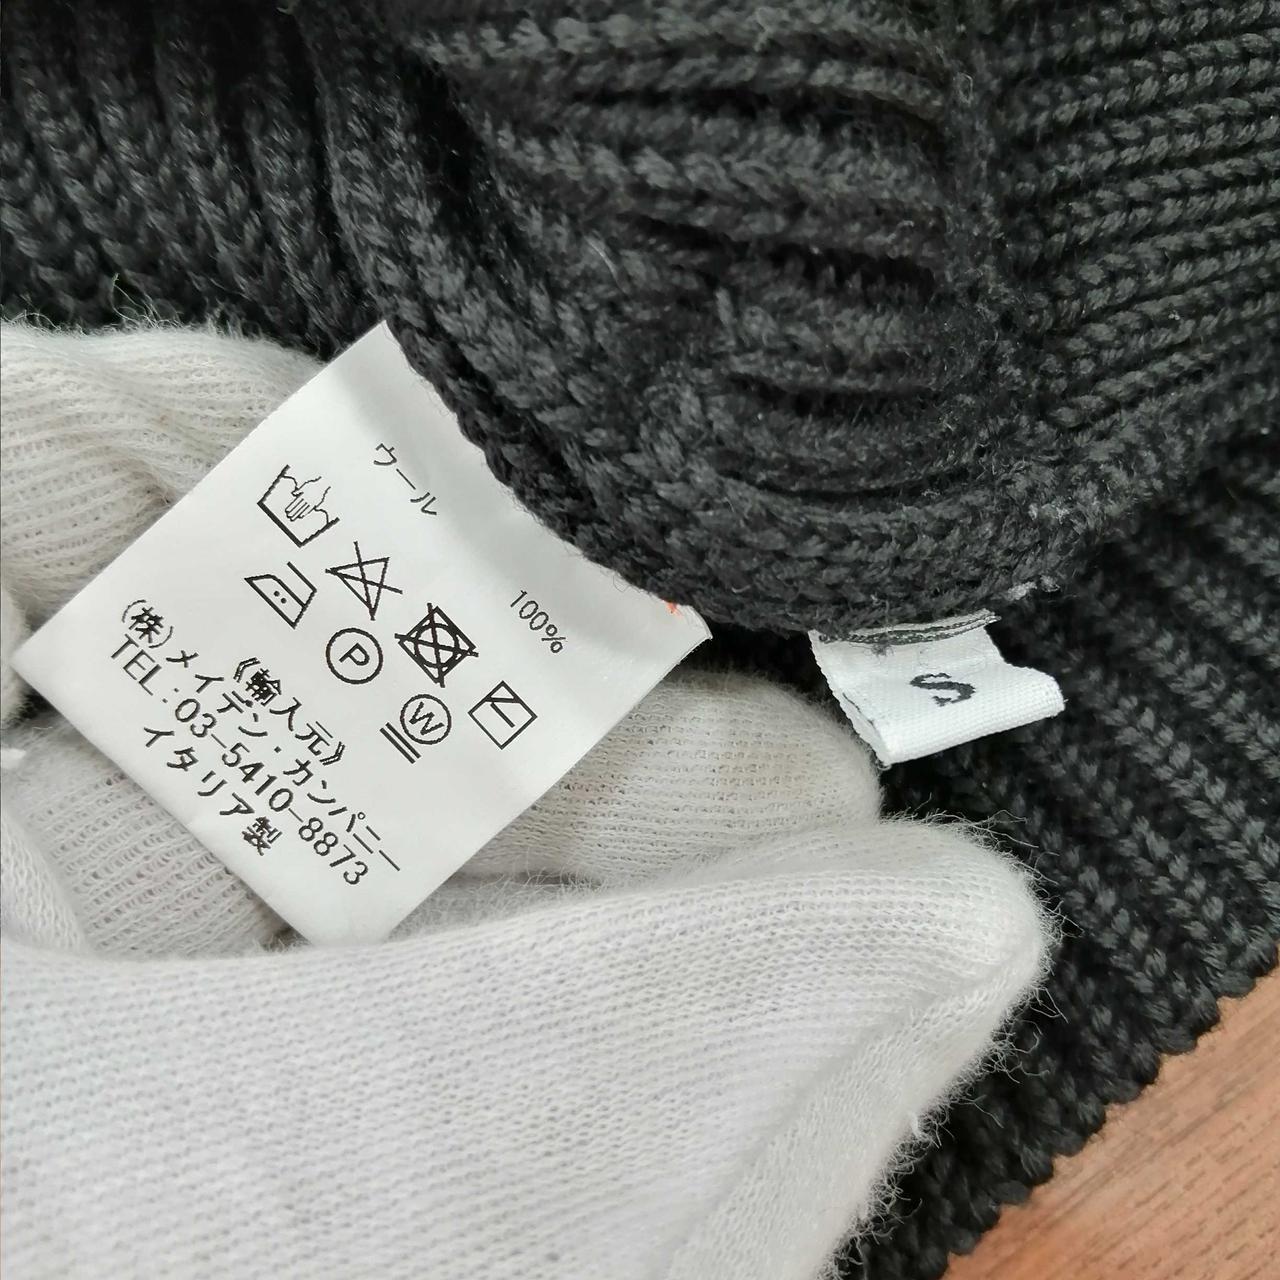 ウール
100%
P
W
《輸入元》
(株)メイデン・カンパニー
TEL:03-5410-8873
イタリア製
S